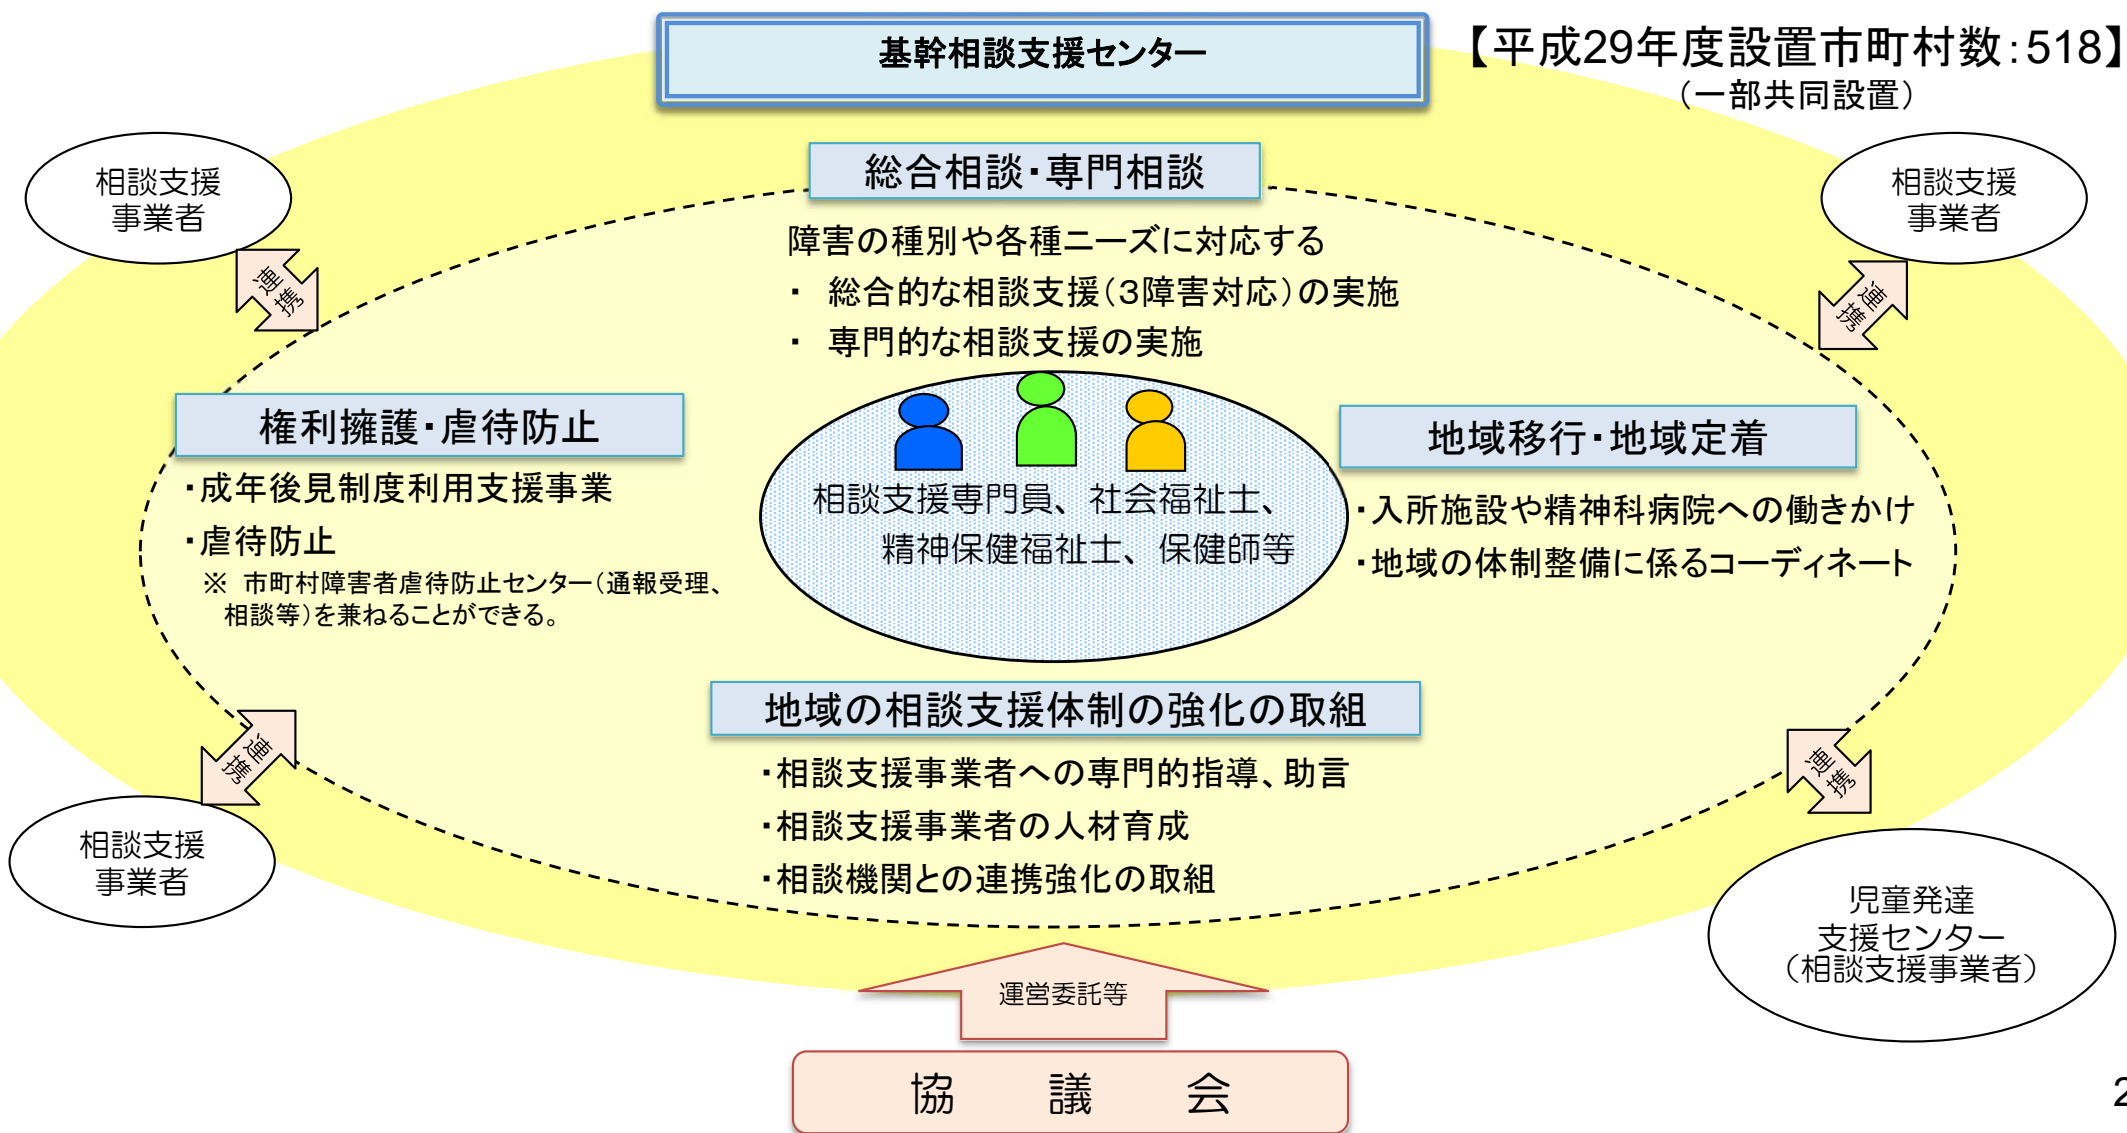 基幹相談支援センター
【平成29年度設置市町村数：518】
（一部共同設置）
相談支援
事業者
連携
総合相談・専門相談
障害の種別や各種ニーズに対応する
・ 総合的な相談支援（3障害対応）の実施
・ 専門的な相談支援の実施
相談支援
事業者
連携
権利擁護・虐待防止
・成年後見制度利用支援事業
・虐待防止
※ 市町村障害者虐待防止センター（通報受理、
相談等）を兼ねることができる。
相談支援専門員、社会福祉士、
精神保健福祉士、保健師等
地域移行・地域定着
・入所施設や精神科病院への働きかけ
・地域の体制整備に係るコーディネート
地域の相談支援体制の強化の取組
・相談支援事業者への専門的指導、助言
・相談支援事業者の人材育成
・相談機関との連携強化の取組
連携
相談支援
事業者
連携
児童発達
支援センター
（相談支援事業者）
運営委託等
協 議 会
2